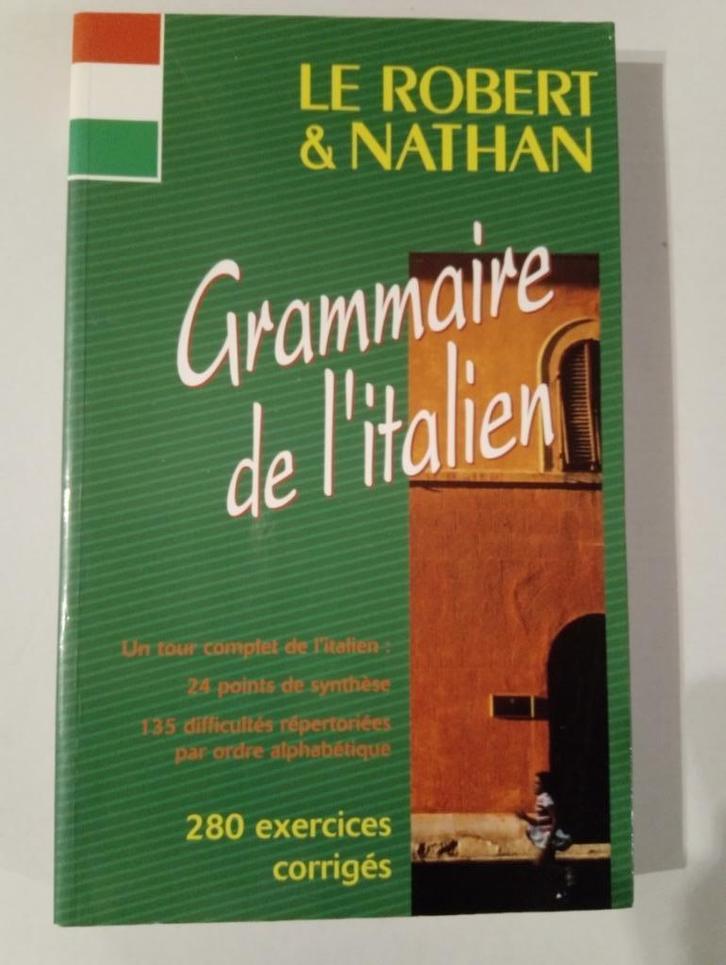 LE ROBERT
& NATHAN
Grammaire
de l'italien
Un tour complet de l'italien :
24 points de synthèse
135 difficultés répertoriées
par ordre alphabétique
280 exercices
corrigés